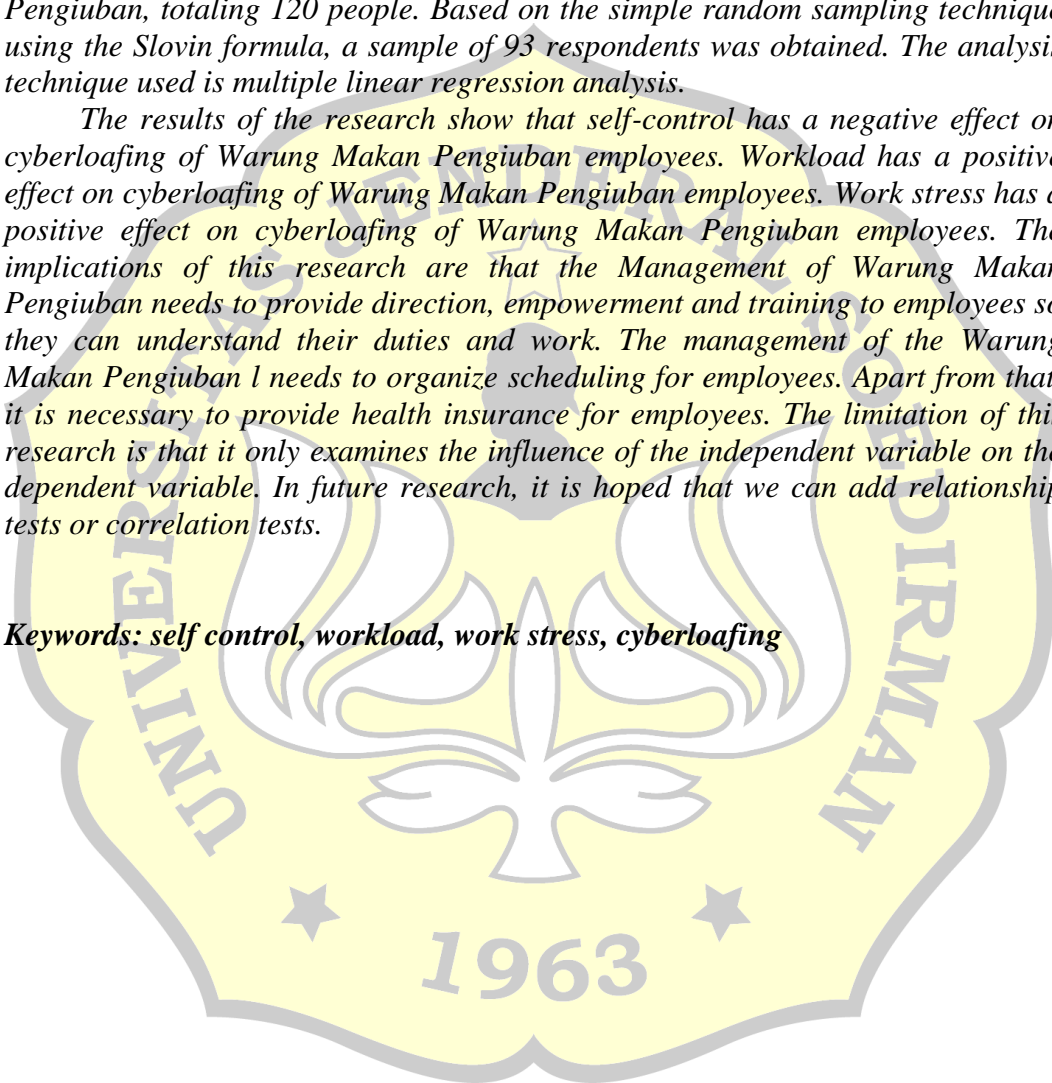 Pengiuban, totaling 120 people. Based on the simple random sampling technique
using the Slovin formula, a sample of 93 respondents was obtained. The analysis
technique used is multiple linear regression analysis.
The results of the research show that self-control has a negative effect on
cyberloafing of Warung Makan Pengiuban employees. Workload has a positive
effect on cyberloafing of Warung Makan Pengiuban employees. Work stress has a
positive effect on cyberloafing of Warung Makan Pengiuban employees. The
implications of this research are that the Management of Warung Makan
Pengiuban needs to provide direction, empowerment and training to employees so
they can understand their duties and work. The management of the Warung
Makan Pengiuban l needs to organize scheduling for employees. Apart from that,
it is necessary to provide health insurance for employees. The limitation of this
research is that it only examines the influence of the independent variable on the
dependent variable. In future research, it is hoped that we can add relationship
tests or correlation tests.
Keywords: self control, workload, work stress, cyberloafing
UNIVERSITAS JENDERAL SOEDIRMAN
1963